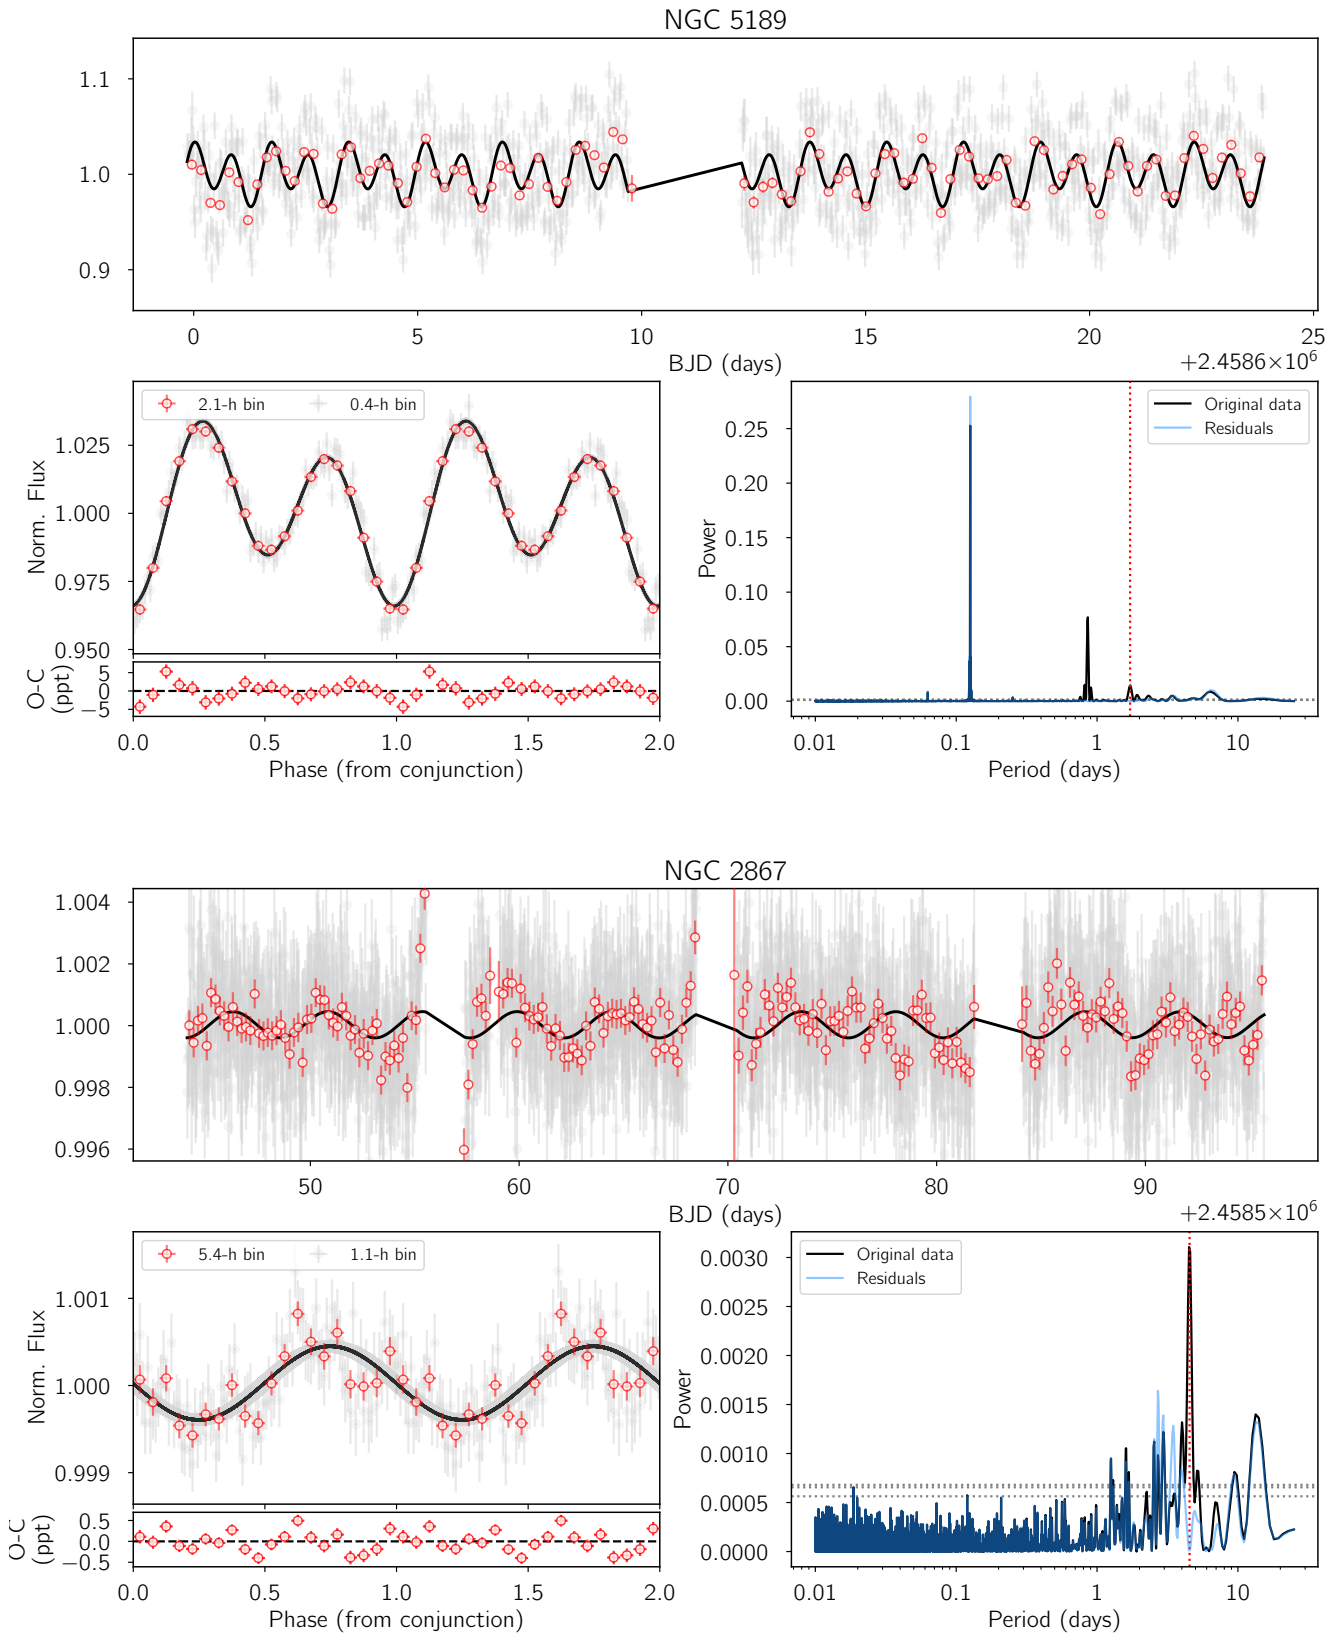 NGC 5189
1.1
1.0
0.9
0 5 10 15 20 25
BJD (days)
+2.4586×10⁶
2.1-h bin 0.4-h bin
1.025
1.000
0.975
0.950
Norm. Flux
5
0
−5
O-C
(ppt)
0.0 0.5 1.0 1.5 2.0
Phase (from conjunction)
Original data
Residuals
0.25
0.20
0.15
0.10
0.05
0.00
Power
0.01 0.1 1 10
Period (days)
NGC 2867
1.004
1.002
1.000
0.998
0.996
50 60 70 80 90
BJD (days)
+2.4585×10⁶
5.4-h bin 1.1-h bin
1.001
1.000
0.999
Norm. Flux
0.5
0.0
−0.5
O-C
(ppt)
0.0 0.5 1.0 1.5 2.0
Phase (from conjunction)
Original data
Residuals
0.0030
0.0025
0.0020
0.0015
0.0010
0.0005
0.0000
Power
0.01 0.1 1 10
Period (days)